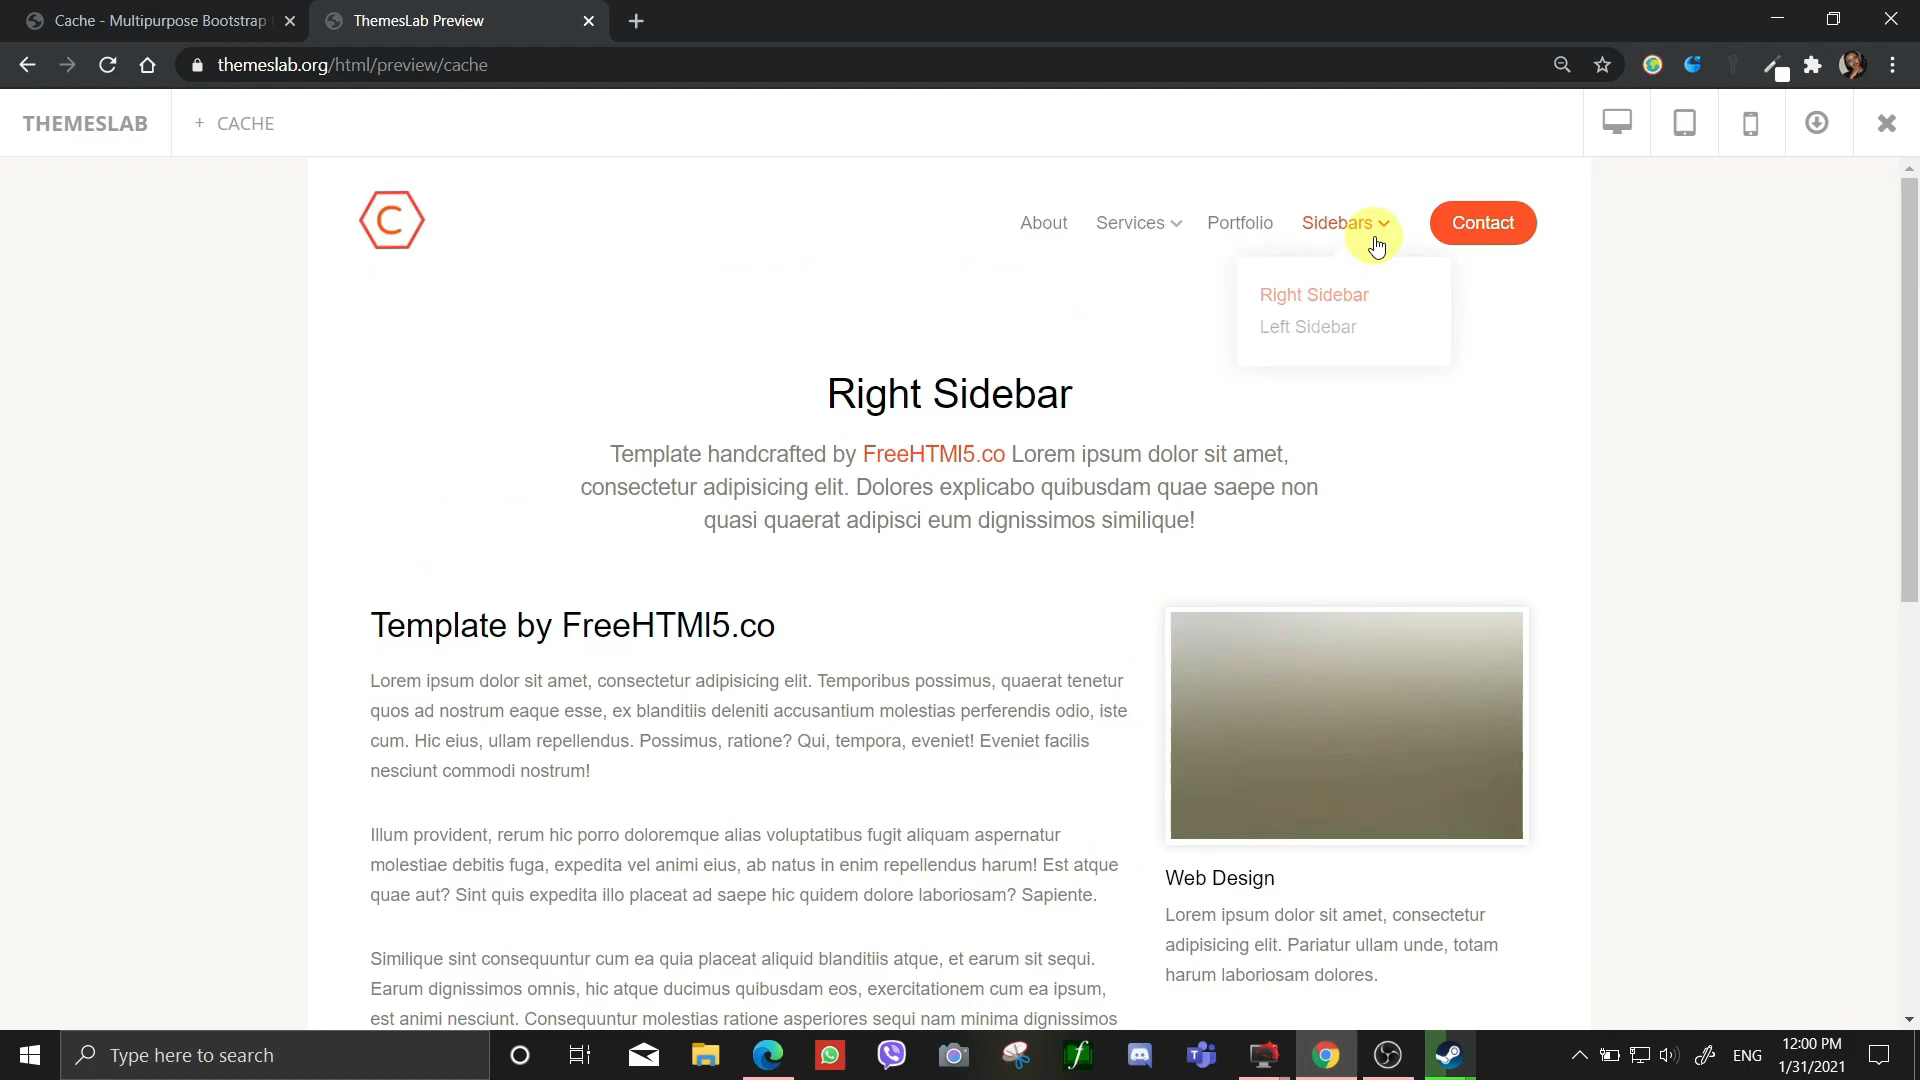 Cache - Multipurpose Bootstrap
ThemesLab Preview
themeslab.org/html/preview/cache
THEMESLAB
+ CACHE
C
About
Services
Portfolio
Sidebars
Contact
Right Sidebar
Left Sidebar
Right Sidebar
Template handcrafted by FreeHTMl5.co Lorem ipsum dolor sit amet,
consectetur adipisicing elit. Dolores explicabo quibusdam quae saepe non
quasi quaerat adipisci eum dignissimos similique!
Template by FreeHTMl5.co
Lorem ipsum dolor sit amet, consectetur adipisicing elit. Temporibus possimus, quaerat tenetur
quos ad nostrum eaque esse, ex blanditiis deleniti accusantium molestias perferendis odio, iste
cum. Hic eius, ullam repellendus. Possimus, ratione? Qui, tempora, eveniet! Eveniet facilis
nesciunt commodi nostrum!
Illum provident, rerum hic porro doloremque alias voluptatibus fugit aliquam aspernatur
molestiae debitis fuga, expedita vel animi eius, ab natus in enim repellendus harum! Est atque
quae aut? Sint quis expedita illo placeat ad saepe hic quidem dolore laboriosam? Sapiente.
Similique sint consequuntur cum ea quia placeat aliquid blanditiis atque, et earum sit sequi.
Earum dignissimos omnis, hic atque ducimus quibusdam eos, exercitationem cum ea ipsum,
est animi nesciunt. Consequuntur molestias ratione asperiores sequi nam minima dignissimos
Web Design
Lorem ipsum dolor sit amet, consectetur
adipisicing elit. Pariatur ullam unde, totam
harum laboriosam dolores.
Type here to search
ENG
12:00 PM
1/31/2021